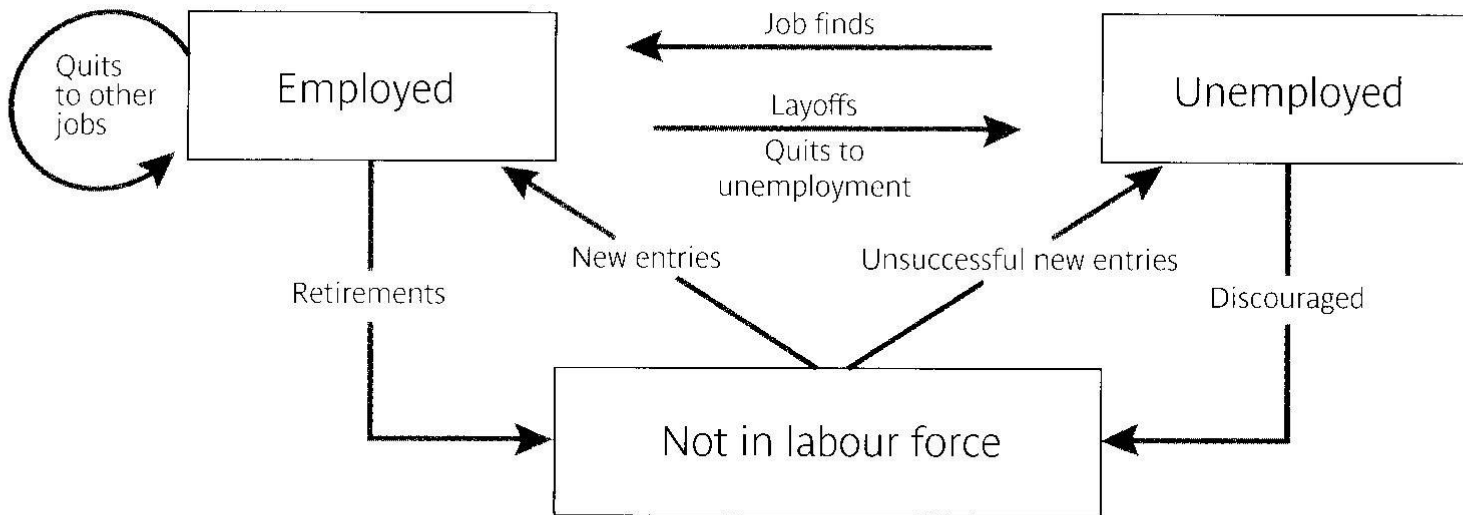 Job finds
Quits
to other
jobs
Employed
Unemployed
Layoffs
Quits to
unemployment
New entries
Unsuccessful new entries
Retirements
Discouraged
Not in labour force